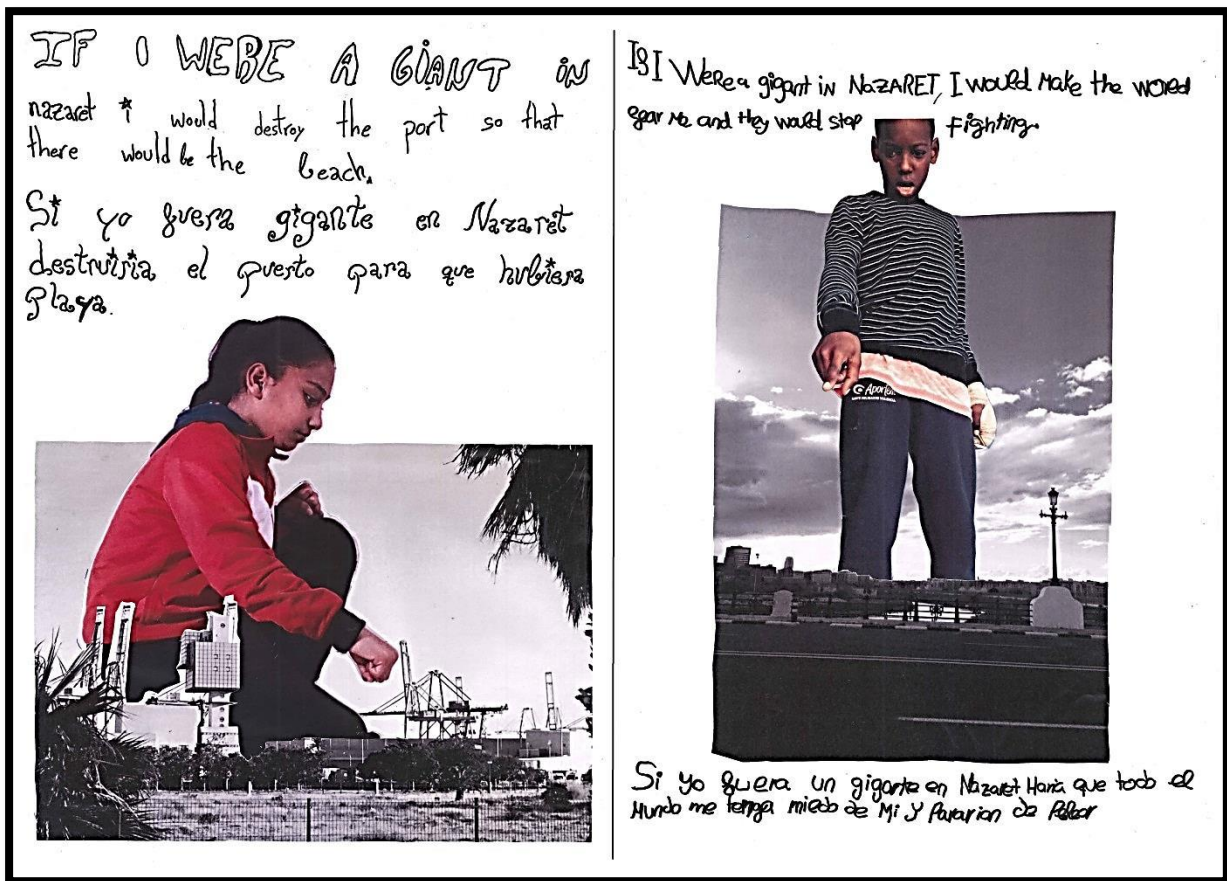 IF I WERE A GIANT IN
nazaret i would destroy the port so that
there would be the beach.
Si yo fuera gigante en Nazaret
destruiria el puerto para que hubiera
playa.
If I Were a gigant in NAZARET, I would make the world
fear me and they would stop fighting.
Aporta
Si yo fuera un gigante en Nazaret Haria que todo el
Mundo me tenga miedo de Mi y Pararian de Pelear